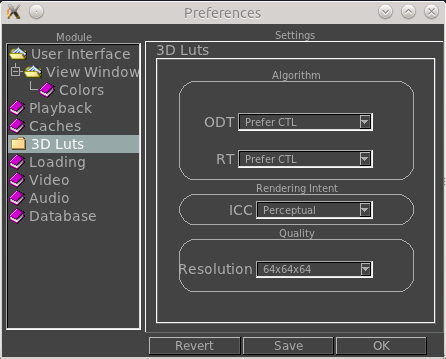 Preferences
Module
User Interface
View Window
Colors
Playback
Caches
3D Luts
Loading
Video
Audio
Database
Settings
3D Luts
Algorithm
ODT Prefer CTL
RT Prefer CTL
Rendering Intent
ICC Perceptual
Quality
Resolution 64x64x64
Revert Save OK